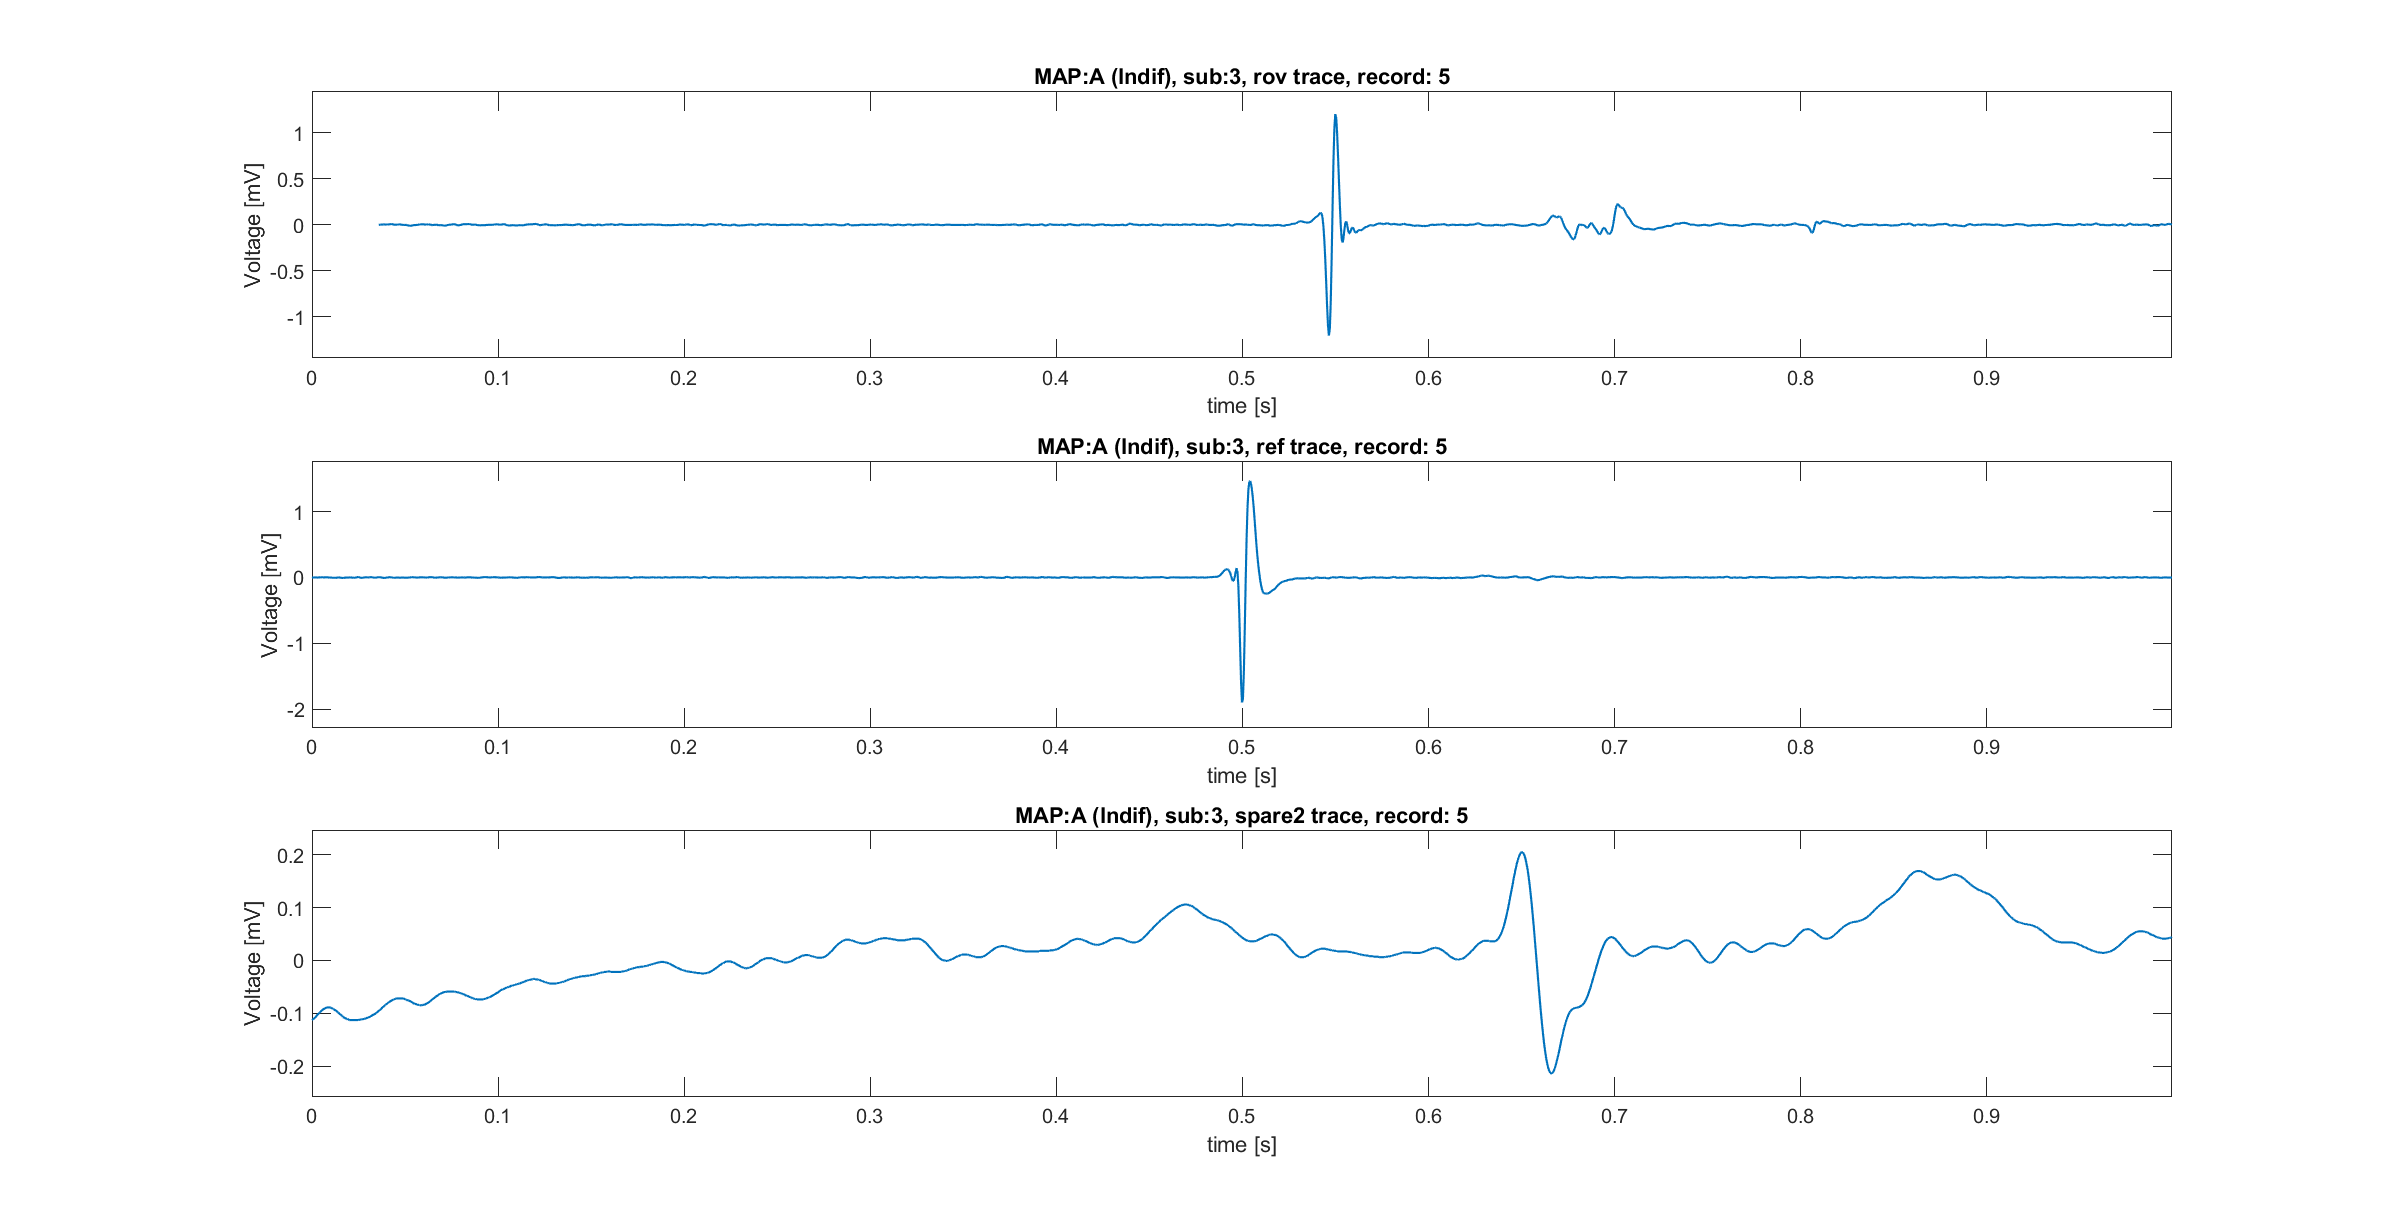 MAP:A (Indif), sub:3, rov trace, record: 5
Voltage [mV]
1
0.5
0
-0.5
-1
0 0.1 0.2 0.3 0.4 0.5 0.6 0.7 0.8 0.9
time [s]
MAP:A (Indif), sub:3, ref trace, record: 5
Voltage [mV]
1
0
-1
-2
0 0.1 0.2 0.3 0.4 0.5 0.6 0.7 0.8 0.9
time [s]
MAP:A (Indif), sub:3, spare2 trace, record: 5
Voltage [mV]
0.2
0.1
0
-0.1
-0.2
0 0.1 0.2 0.3 0.4 0.5 0.6 0.7 0.8 0.9
time [s]